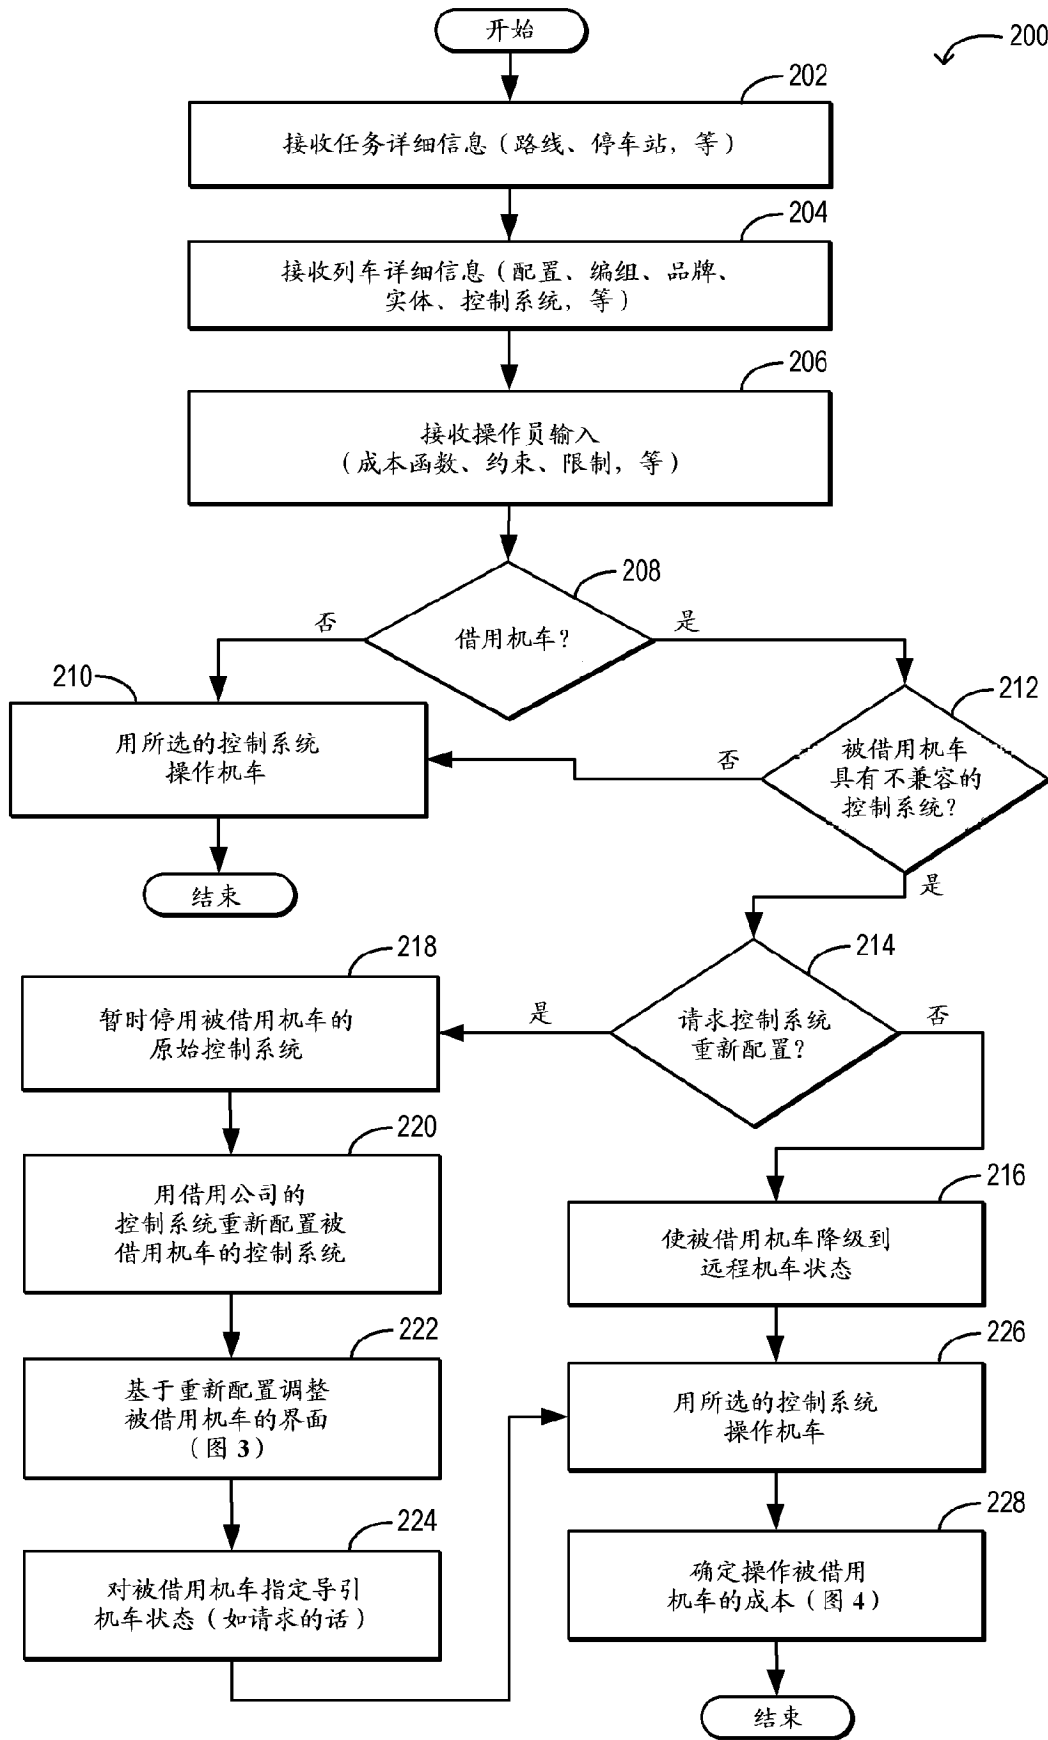 开始
200
202
接收任务详细信息（路线、停车站，等）
204
接收列车详细信息（配置、编组、品牌、
实体、控制系统，等）
206
接收操作员输入
（成本函数、约束、限制，等）
208
借用机车？
否
是
210
用所选的控制系统
操作机车
212
被借用机车
具有不兼容的
控制系统？
否
是
结束
214
请求控制系统
重新配置？
是
否
218
暂时停用被借用机车的
原始控制系统
220
用借用公司的
控制系统重新配置被
借用机车的控制系统
216
使被借用机车降级到
远程机车状态
222
基于重新配置调整
被借用机车的界面
（图 3）
226
用所选的控制系统
操作机车
224
对被借用机车指定导引
机车状态（如请求的话）
228
确定操作被借用
机车的成本（图 4）
结束